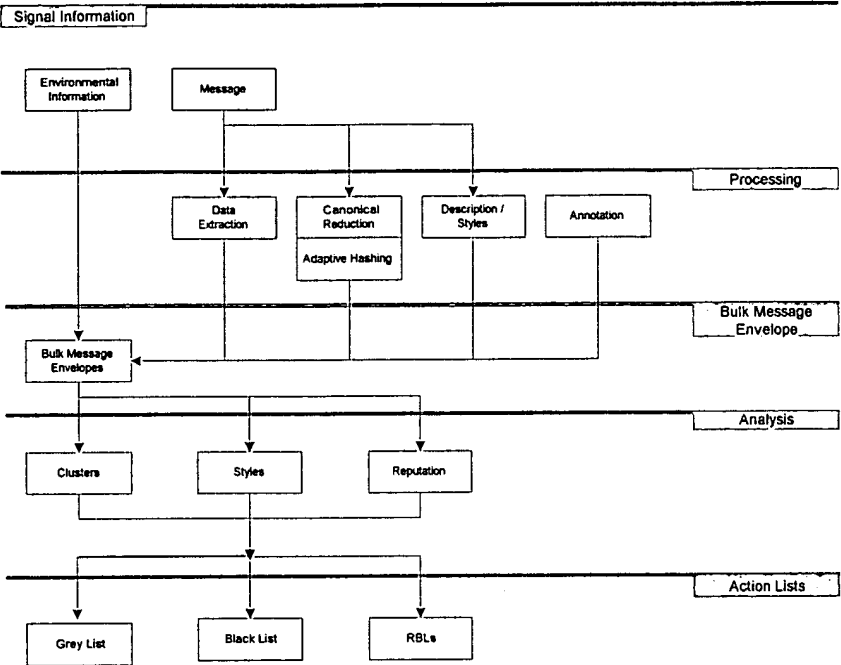 Signal Information
Environmental
Information
Message
Processing
Data
Extraction
Canonical
Reduction
Adaptive Hashing
Description /
Styles
Annotation
Bulk Message
Envelope
Bulk Message
Envelopes
Analysis
Clusters
Styles
Reputation
Action Lists
Grey List
Black List
RBLs